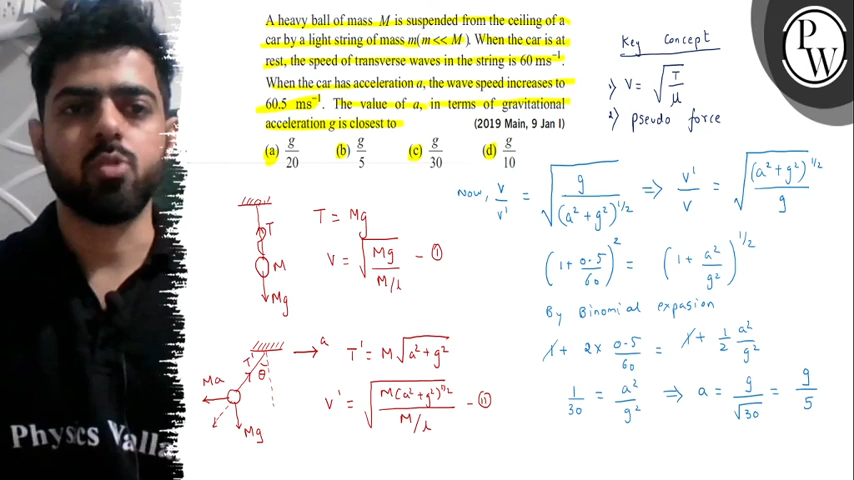 A heavy ball of mass M is suspended from the ceiling of a
car by a light string of mass m(m << M). When the car is at
rest, the speed of transverse waves in the string is 60 ms⁻¹.
When the car has acceleration a, the wave speed increases to
60.5 ms⁻¹. The value of a, in terms of gravitational
acceleration g is closest to (2019 Main, 9 Jan I)
(a) g/20 (b) g/5 (c) g/30 (d) g/10
Key Concept
1) V = √(T/μ)
2) pseudo force
PW
T
M
Mg
T = Mg
V = √(Mg/(M/l)) - ①
a
T'
θ
Ma
Mg
T' = M√(a²+g²)
V' = √(M(a²+g²)^1/2/(M/l)) - ⑪
Now, V/V' = √(g/(a²+g²)^1/2) ⇒ V'/V = √((a²+g²)^1/2/g)
(1 + 0.5/60)² = (1 + a²/g²)^1/2
By Binomial expasion
1 + 2 × 0.5/60 = 1 + 1/2 a²/g²
1/30 = a²/g² ⇒ a = g/√30 = g/5
Physics Walla